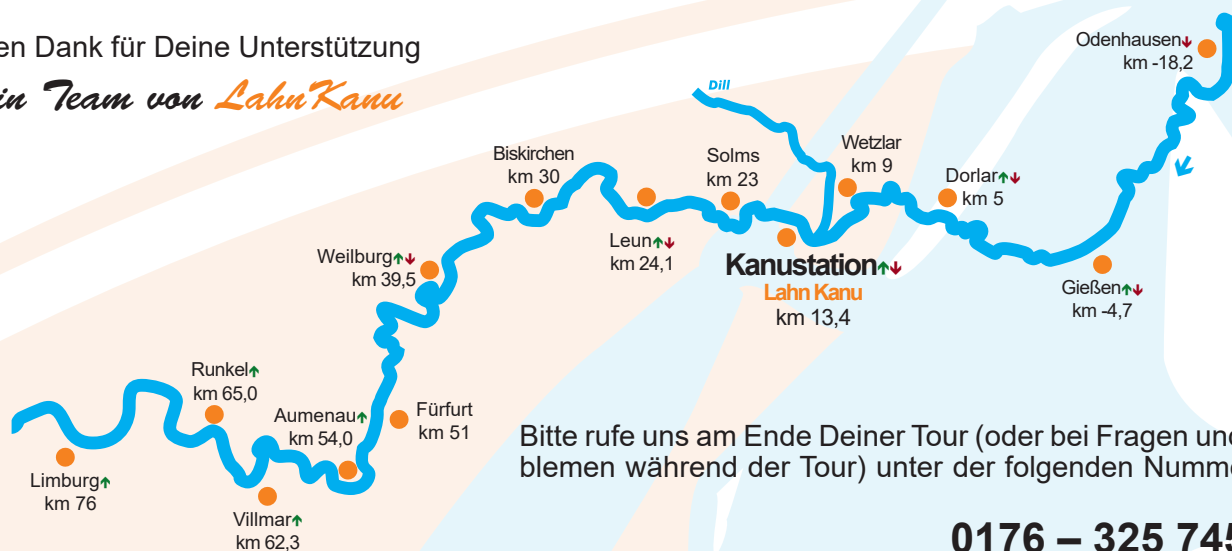 en Dank für Deine Unterstützung
in Team von LahnKanu
Odenhausen
km -18,2
Dill
Wetzlar
km 9
Biskirchen
km 30
Solms
km 23
Dorlar
km 5
Leun
km 24,1
Weilburg
km 39,5
Kanustation
Lahn Kanu
km 13,4
Gießen
km -4,7
Runkel
km 65,0
Aumenau
km 54,0
Fürfurt
km 51
Limburg
km 76
Villmar
km 62,3
Bitte rufe uns am Ende Deiner Tour (oder bei Fragen und
blemen während der Tour) unter der folgenden Numme
0176 – 325 745